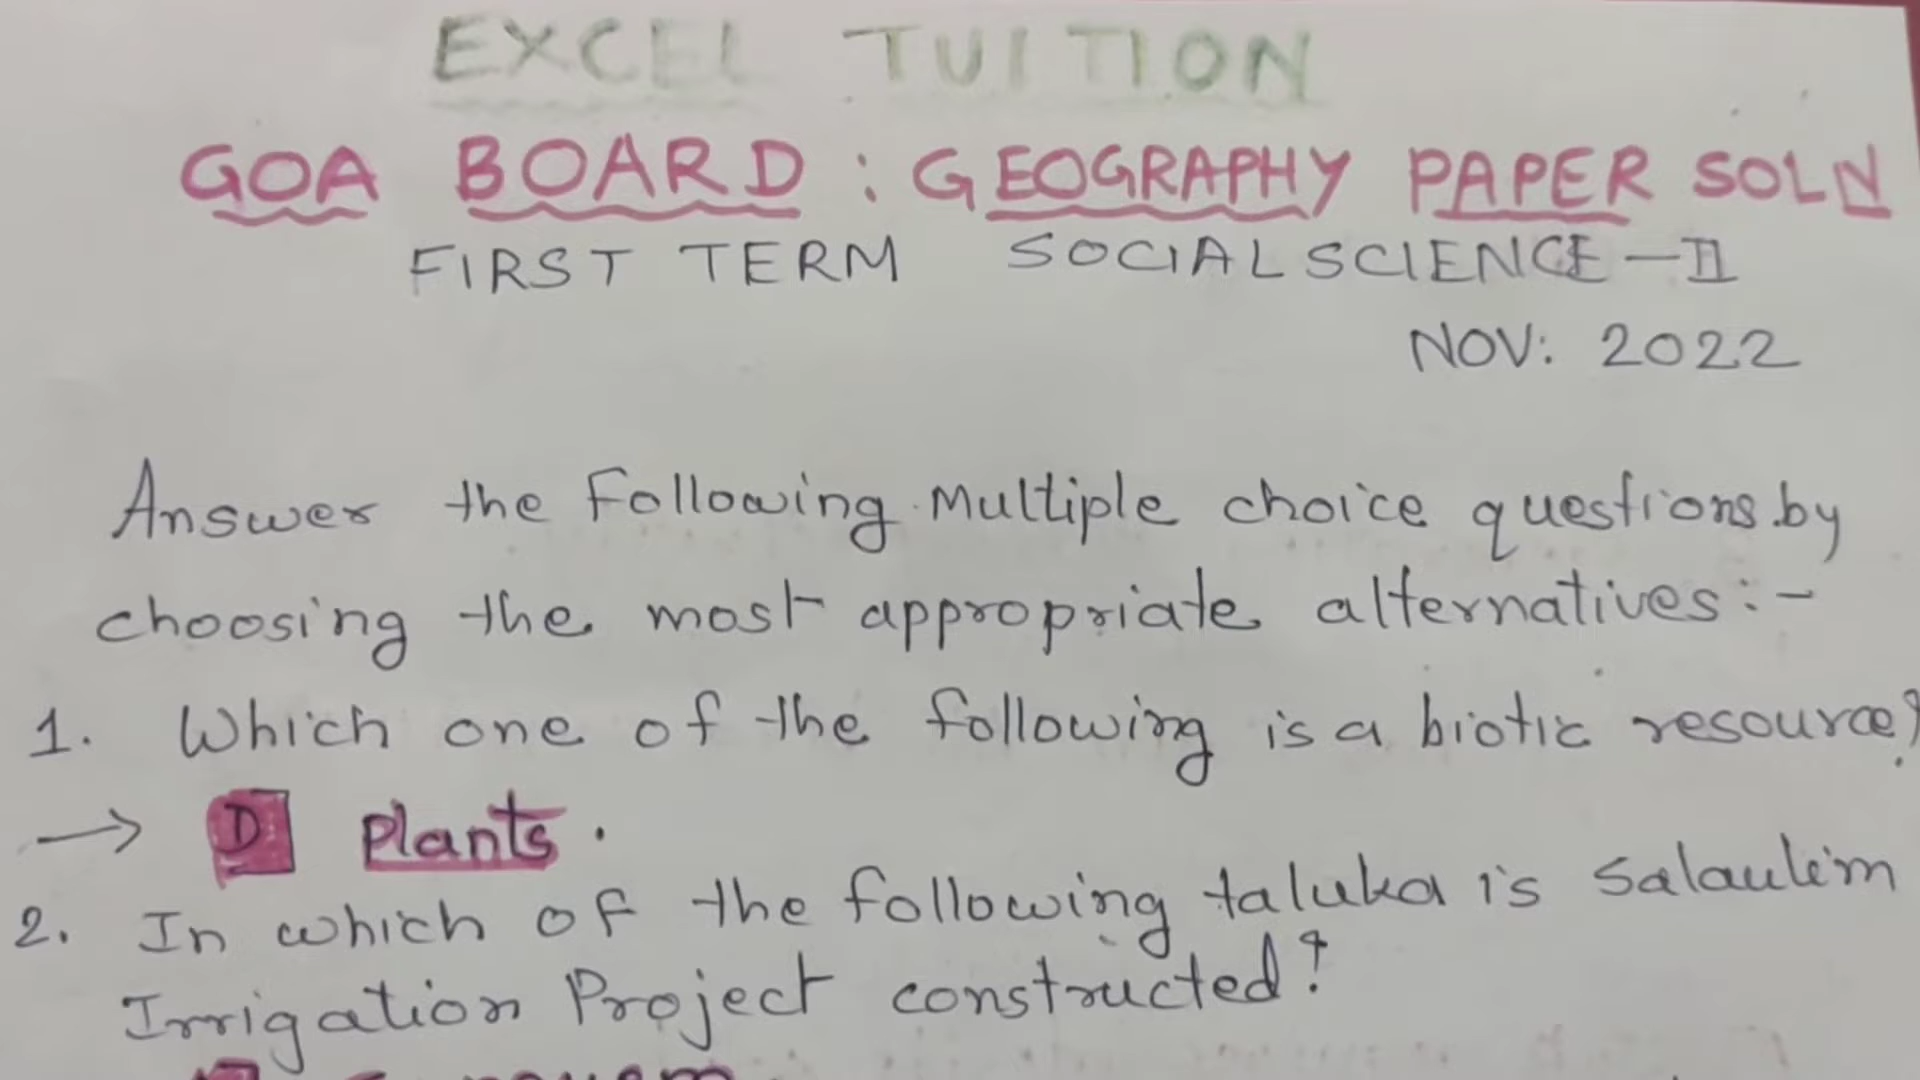 EXCEL TUITION
GOA BOARD : GEOGRAPHY PAPER SOLN
FIRST TERM SOCIAL SCIENCE - II
NOV: 2022
Answer the Following Multiple choice questions by
choosing the most appropriate alternatives:-
1. Which one of the following is a biotic resource?
→ D Plants.
2. In which of the following taluka is Salaulim
Irrigation Project constructed?